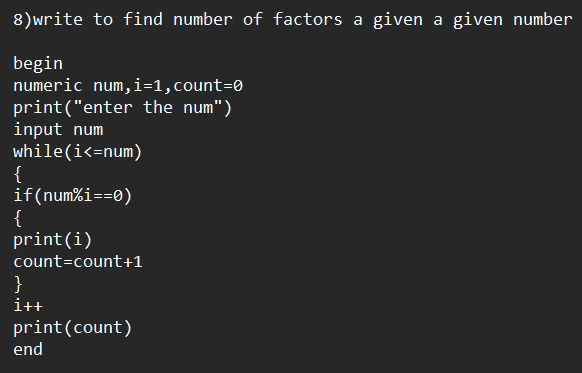 8)write to find number of factors a given a given number
begin
numeric num,i=1,count=0
print("enter the num")
input num
while(i<=num)
{
if(num%i==0)
{
print(i)
count=count+1
}
i++
print(count)
end